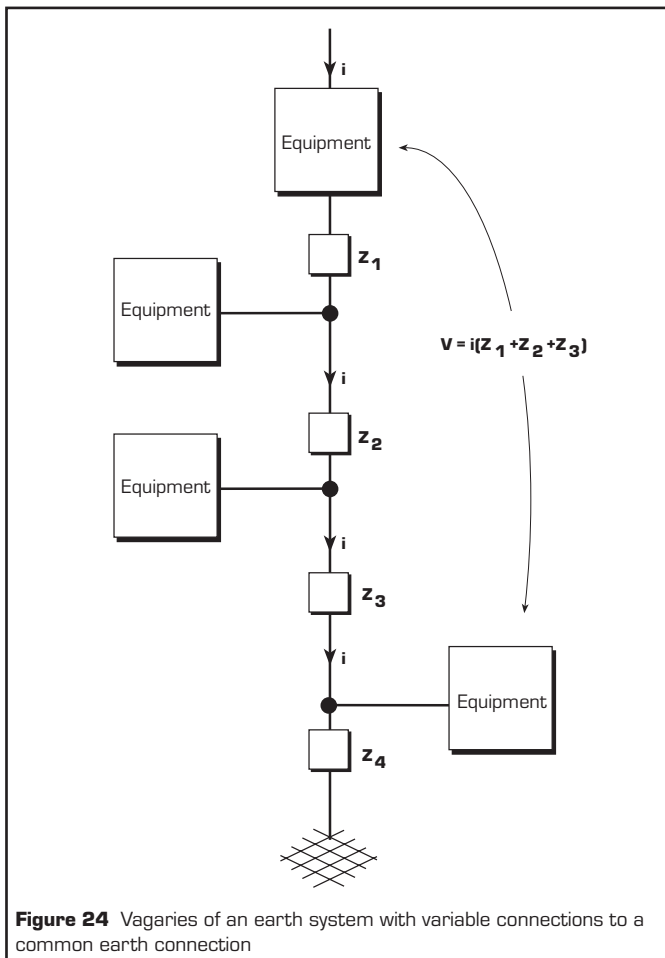 i
Equipment
Z1
Equipment
V = i(Z1 +Z2 +Z3)
i
Z2
Equipment
i
Z3
i
Equipment
Z4
Figure 24 Vagaries of an earth system with variable connections to a
common earth connection